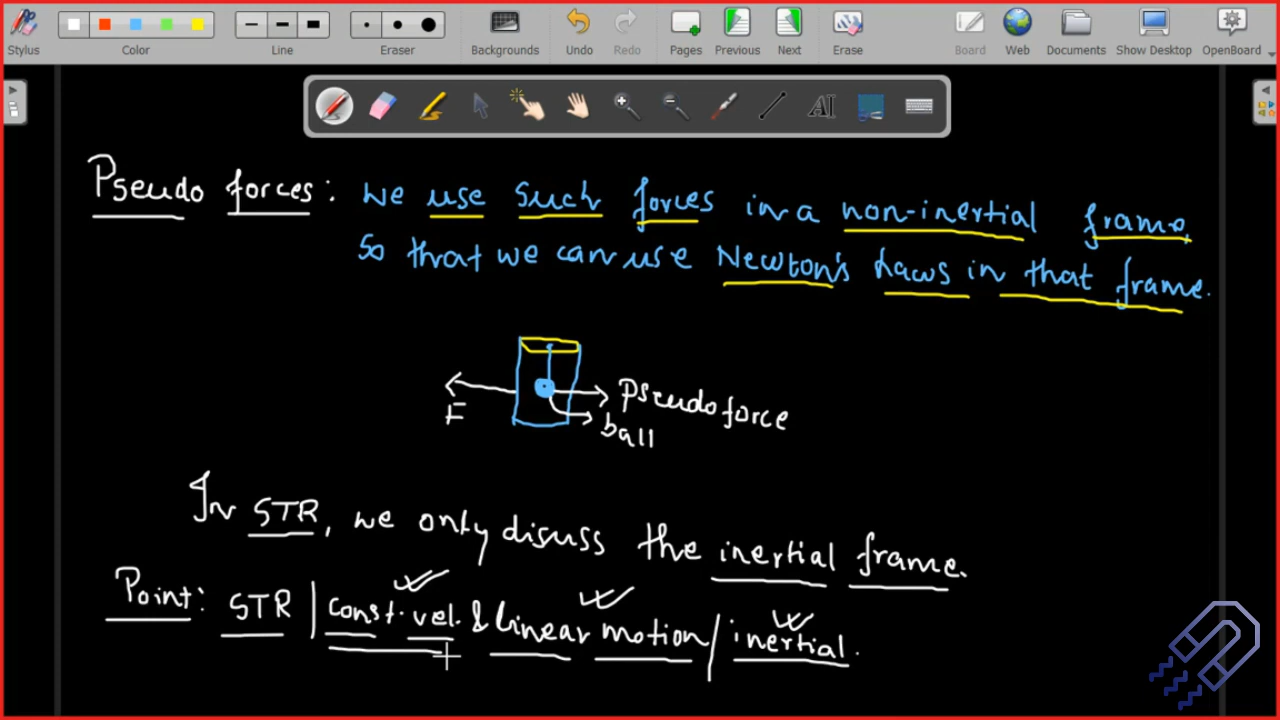 Stylus
Color
Line
Eraser
Backgrounds
Undo
Redo
Pages
Previous
Next
Erase
Board
Web
Documents
Show Desktop
OpenBoard
AI
Pseudo forces: we use such forces in a non-inertial frame,
so that we can use Newton's Laws in that frame.
F
Pseudoforce
ball
In STR, we only discuss the inertial frame.
Point: STR | const. vel. & linear motion / inertial.